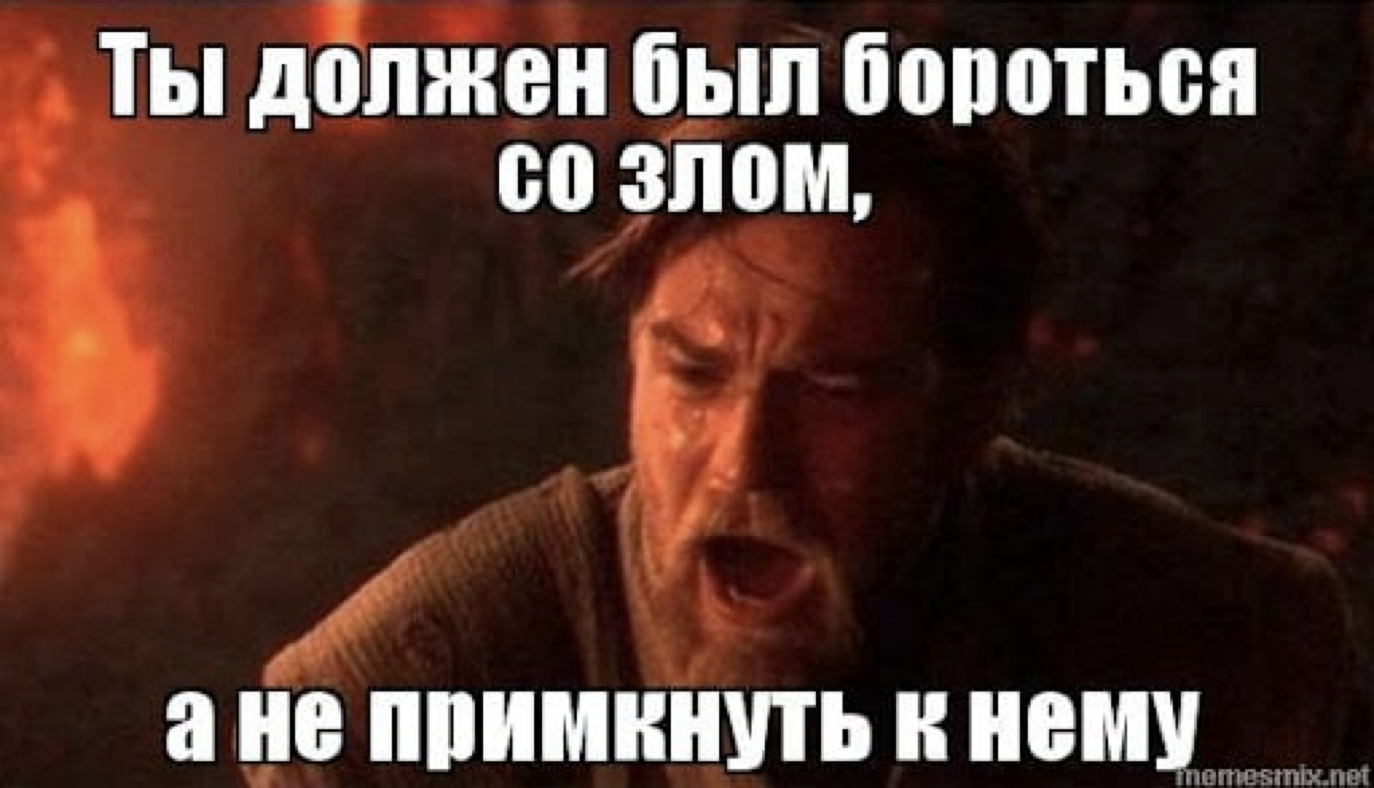 Ты должен был бороться
со злом,
а не примкнуть к нему
memesmix.net